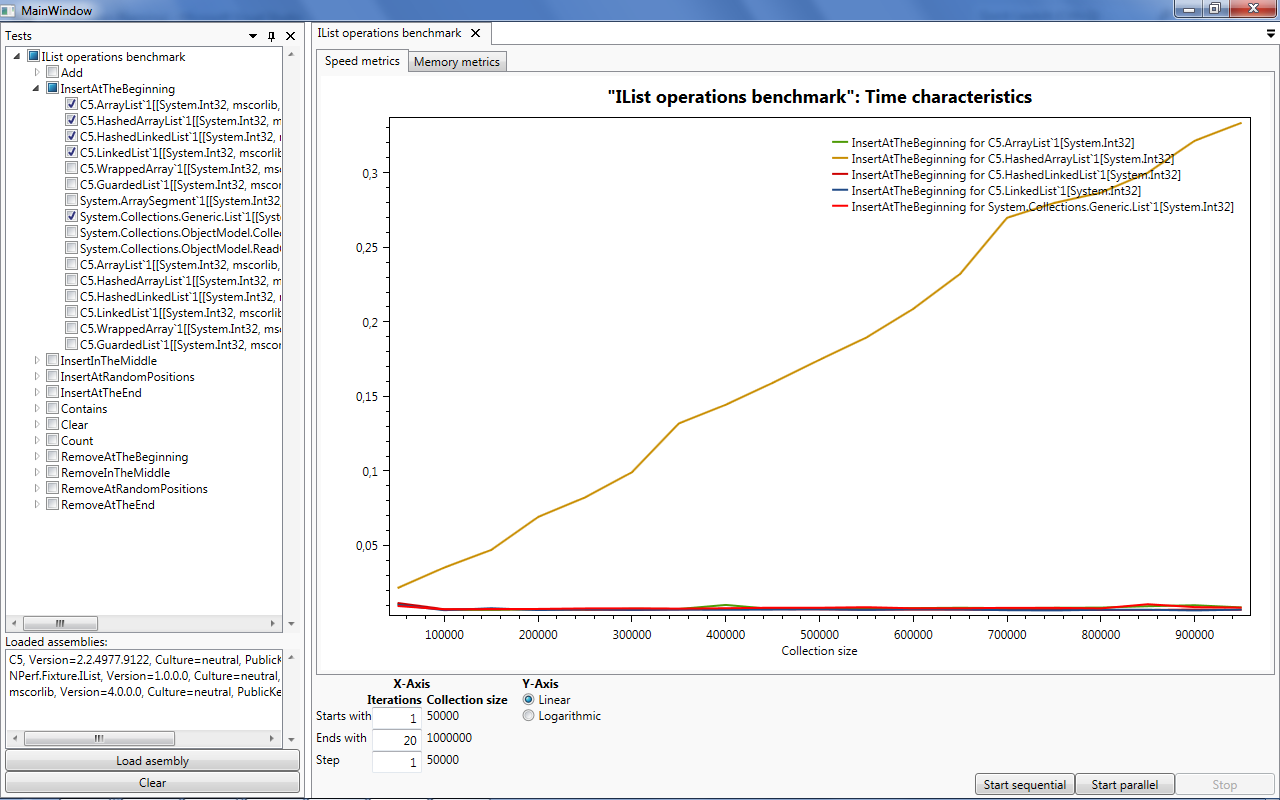 MainWindow
Tests
IList operations benchmark
Add
InsertAtTheBeginning
C5.ArrayList`1[[System.Int32, mscorlib,
C5.HashedArrayList`1[[System.Int32, m
C5.HashedLinkedList`1[[System.Int32, r
C5.LinkedList`1[[System.Int32, mscorlib
C5.WrappedArray`1[[System.Int32, ms
C5.GuardedList`1[[System.Int32, mscor
System.ArraySegment`1[[System.Int32,
System.Collections.Generic.List`1[[Syst
System.Collections.ObjectModel.Colle
System.Collections.ObjectModel.Read
C5.ArrayList`1[[System.Int32, mscorlib,
C5.HashedArrayList`1[[System.Int32, m
C5.HashedLinkedList`1[[System.Int32, r
C5.LinkedList`1[[System.Int32, mscorlib
C5.WrappedArray`1[[System.Int32, ms
C5.GuardedList`1[[System.Int32, mscor
InsertInTheMiddle
InsertAtRandomPositions
InsertAtTheEnd
Contains
Clear
Count
RemoveAtTheBeginning
RemoveInTheMiddle
RemoveAtRandomPositions
RemoveAtTheEnd
Loaded assemblies:
C5, Version=2.2.4977.9122, Culture=neutral, PublicK
NPerf.Fixture.IList, Version=1.0.0.0, Culture=neutral,
mscorlib, Version=4.0.0.0, Culture=neutral, PublicKe
Load asembly
Clear
IList operations benchmark
Speed metrics Memory metrics
"IList operations benchmark": Time characteristics
InsertAtTheBeginning for C5.ArrayList`1[System.Int32]
InsertAtTheBeginning for C5.HashedArrayList`1[System.Int32]
InsertAtTheBeginning for C5.HashedLinkedList`1[System.Int32]
InsertAtTheBeginning for C5.LinkedList`1[System.Int32]
InsertAtTheBeginning for System.Collections.Generic.List`1[System.Int32]
0,3
0,25
0,2
0,15
0,1
0,05
100000 200000 300000 400000 500000 600000 700000 800000 900000
Collection size
X-Axis Y-Axis
Iterations Collection size Linear
Starts with 1 50000 Logarithmic
Ends with 20 1000000
Step 1 50000
Start sequential Start parallel Stop